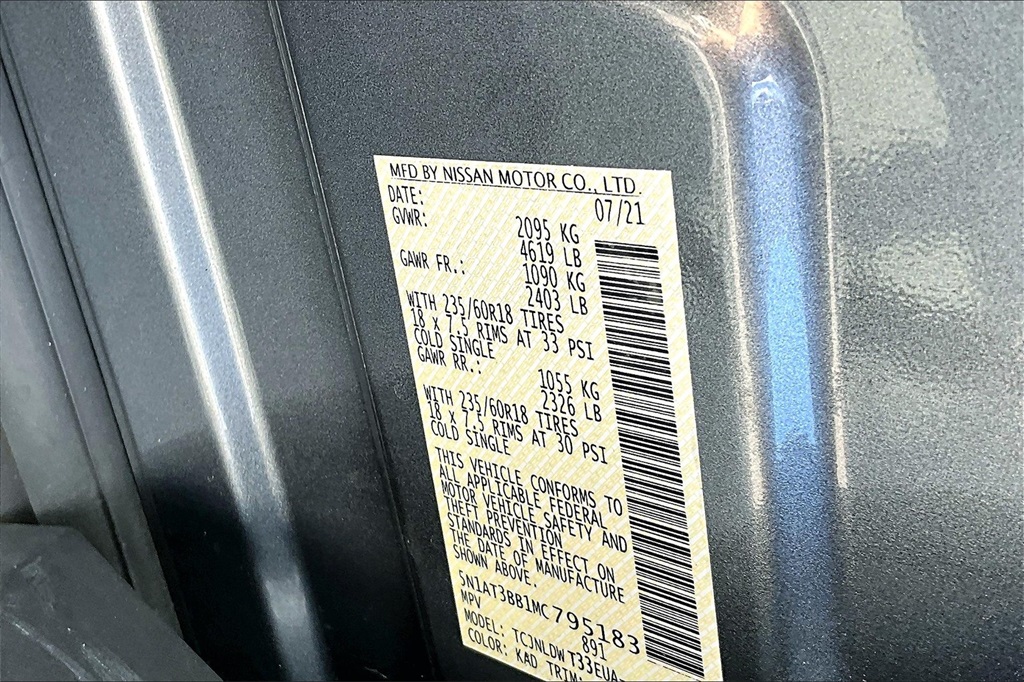 MFD BY NISSAN MOTOR CO., LTD.
DATE: 07/21
GVWR: 2095 KG
4619 LB
GAWR FR.: 1090 KG
2403 LB
WITH 235/60R18 TIRES
18 X 7.5 RIMS AT 33 PSI
COLD SINGLE
GAWR RR.: 1055 KG
2326 LB
WITH 235/60R18 TIRES
18 X 7.5 RIMS AT 30 PSI
COLD SINGLE
THIS VEHICLE CONFORMS TO
ALL APPLICABLE FEDERAL
MOTOR VEHICLE SAFETY AND
THEFT PREVENTION
STANDARDS IN EFFECT ON
THE DATE OF MANUFACTURE
SHOWN ABOVE.
5N1AT3BB1MC795183
MPV 891
MODEL: TCJNLDWT33EUA-
COLOR: KAD TRIM: